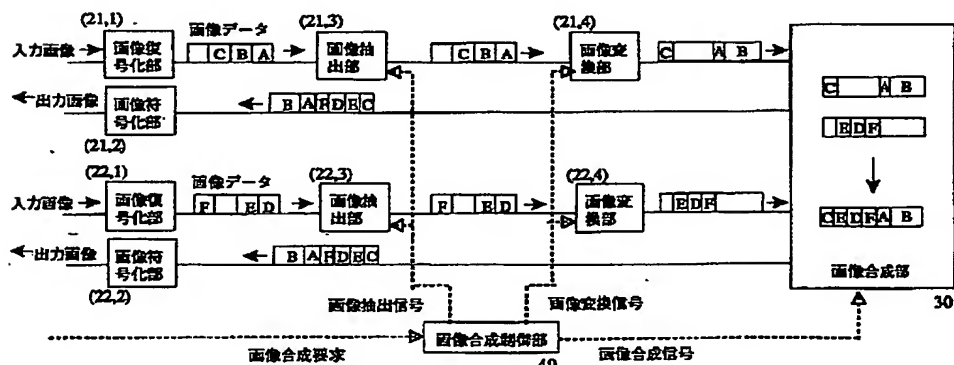 (21,1)
画像データ
(21,3)
(21,4)
入力画像
画像復
号化部
C B A
画像抽
出部
C B A
画像変
換部
C A B
出力画像
画像符
号化部
B A F D E C
(21,2)
C A B
E D F
(22,1)
画像データ
(22,3)
(22,4)
入力画像
画像復
号化部
F E D
画像抽
出部
F E D
画像変
換部
E D F
C E D F A B
出力画像
画像符
号化部
B A F D E C
(22,2)
画像合成部
30
画像抽出信号
画像変換信号
画像合成制御部
画像合成要求
40
画像合成信号